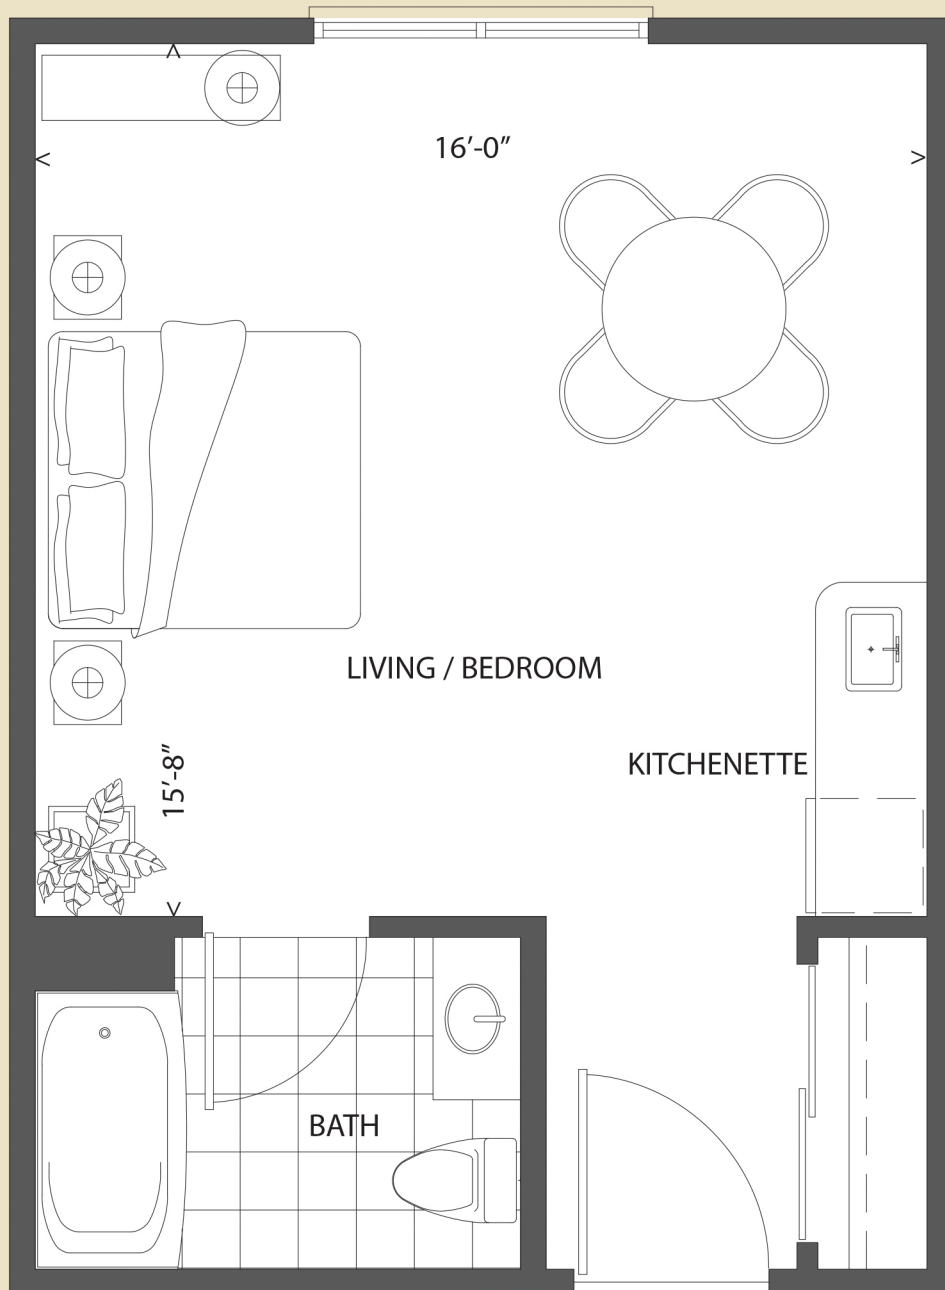 16’-0”
LIVING / BEDROOM
15’-8”
KITCHENETTE
BATH